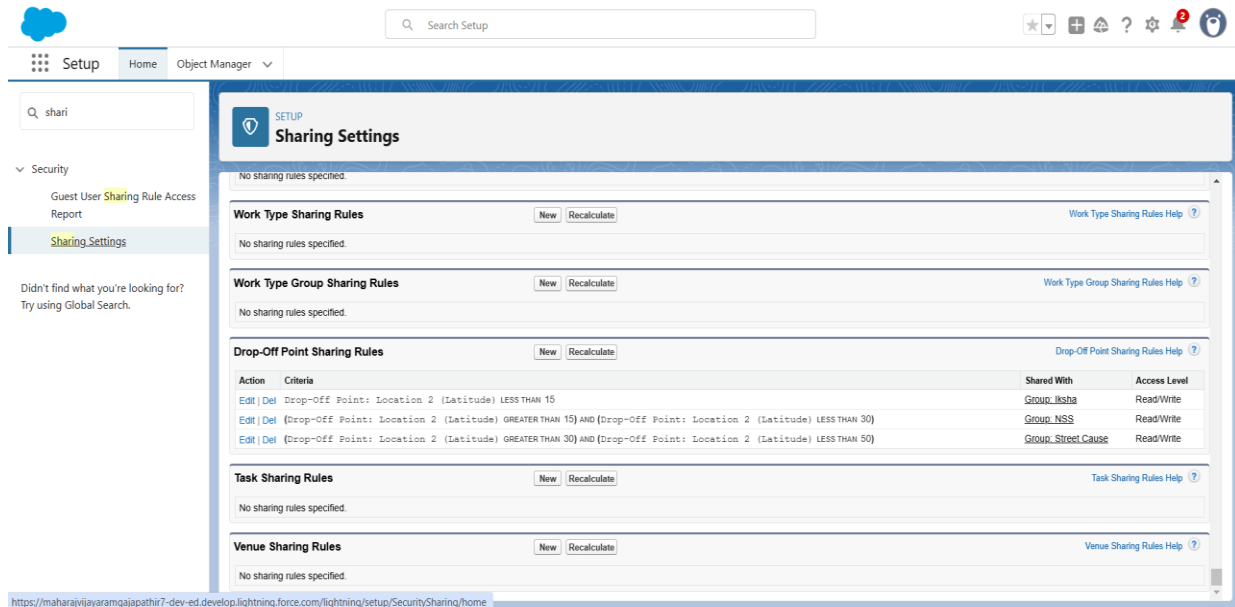 Search Setup
2
Setup
Home
Object Manager
shari
Security
Guest User Sharing Rule Access
Report
Sharing Settings
Didn't find what you're looking for?
Try using Global Search.
SETUP
Sharing Settings
No sharing rules specified.
Work Type Sharing Rules New Recalculate Work Type Sharing Rules Help ?
No sharing rules specified.
Work Type Group Sharing Rules New Recalculate Work Type Group Sharing Rules Help ?
No sharing rules specified.
Drop-Off Point Sharing Rules New Recalculate Drop-Off Point Sharing Rules Help ?
Action Criteria Shared With Access Level
Edit | Del Drop-Off Point: Location 2 (Latitude) LESS THAN 15 Group: Iksha Read/Write
Edit | Del (Drop-Off Point: Location 2 (Latitude) GREATER THAN 15) AND (Drop-Off Point: Location 2 (Latitude) LESS THAN 30) Group: NSS Read/Write
Edit | Del (Drop-Off Point: Location 2 (Latitude) GREATER THAN 30) AND (Drop-Off Point: Location 2 (Latitude) LESS THAN 50) Group: Street Cause Read/Write
Task Sharing Rules New Recalculate Task Sharing Rules Help ?
No sharing rules specified.
Venue Sharing Rules New Recalculate Venue Sharing Rules Help ?
No sharing rules specified.
https://maharajvijayaramgajapathir7-dev-ed.develop.lightning.force.com/lightning/setup/SecuritySharing/home